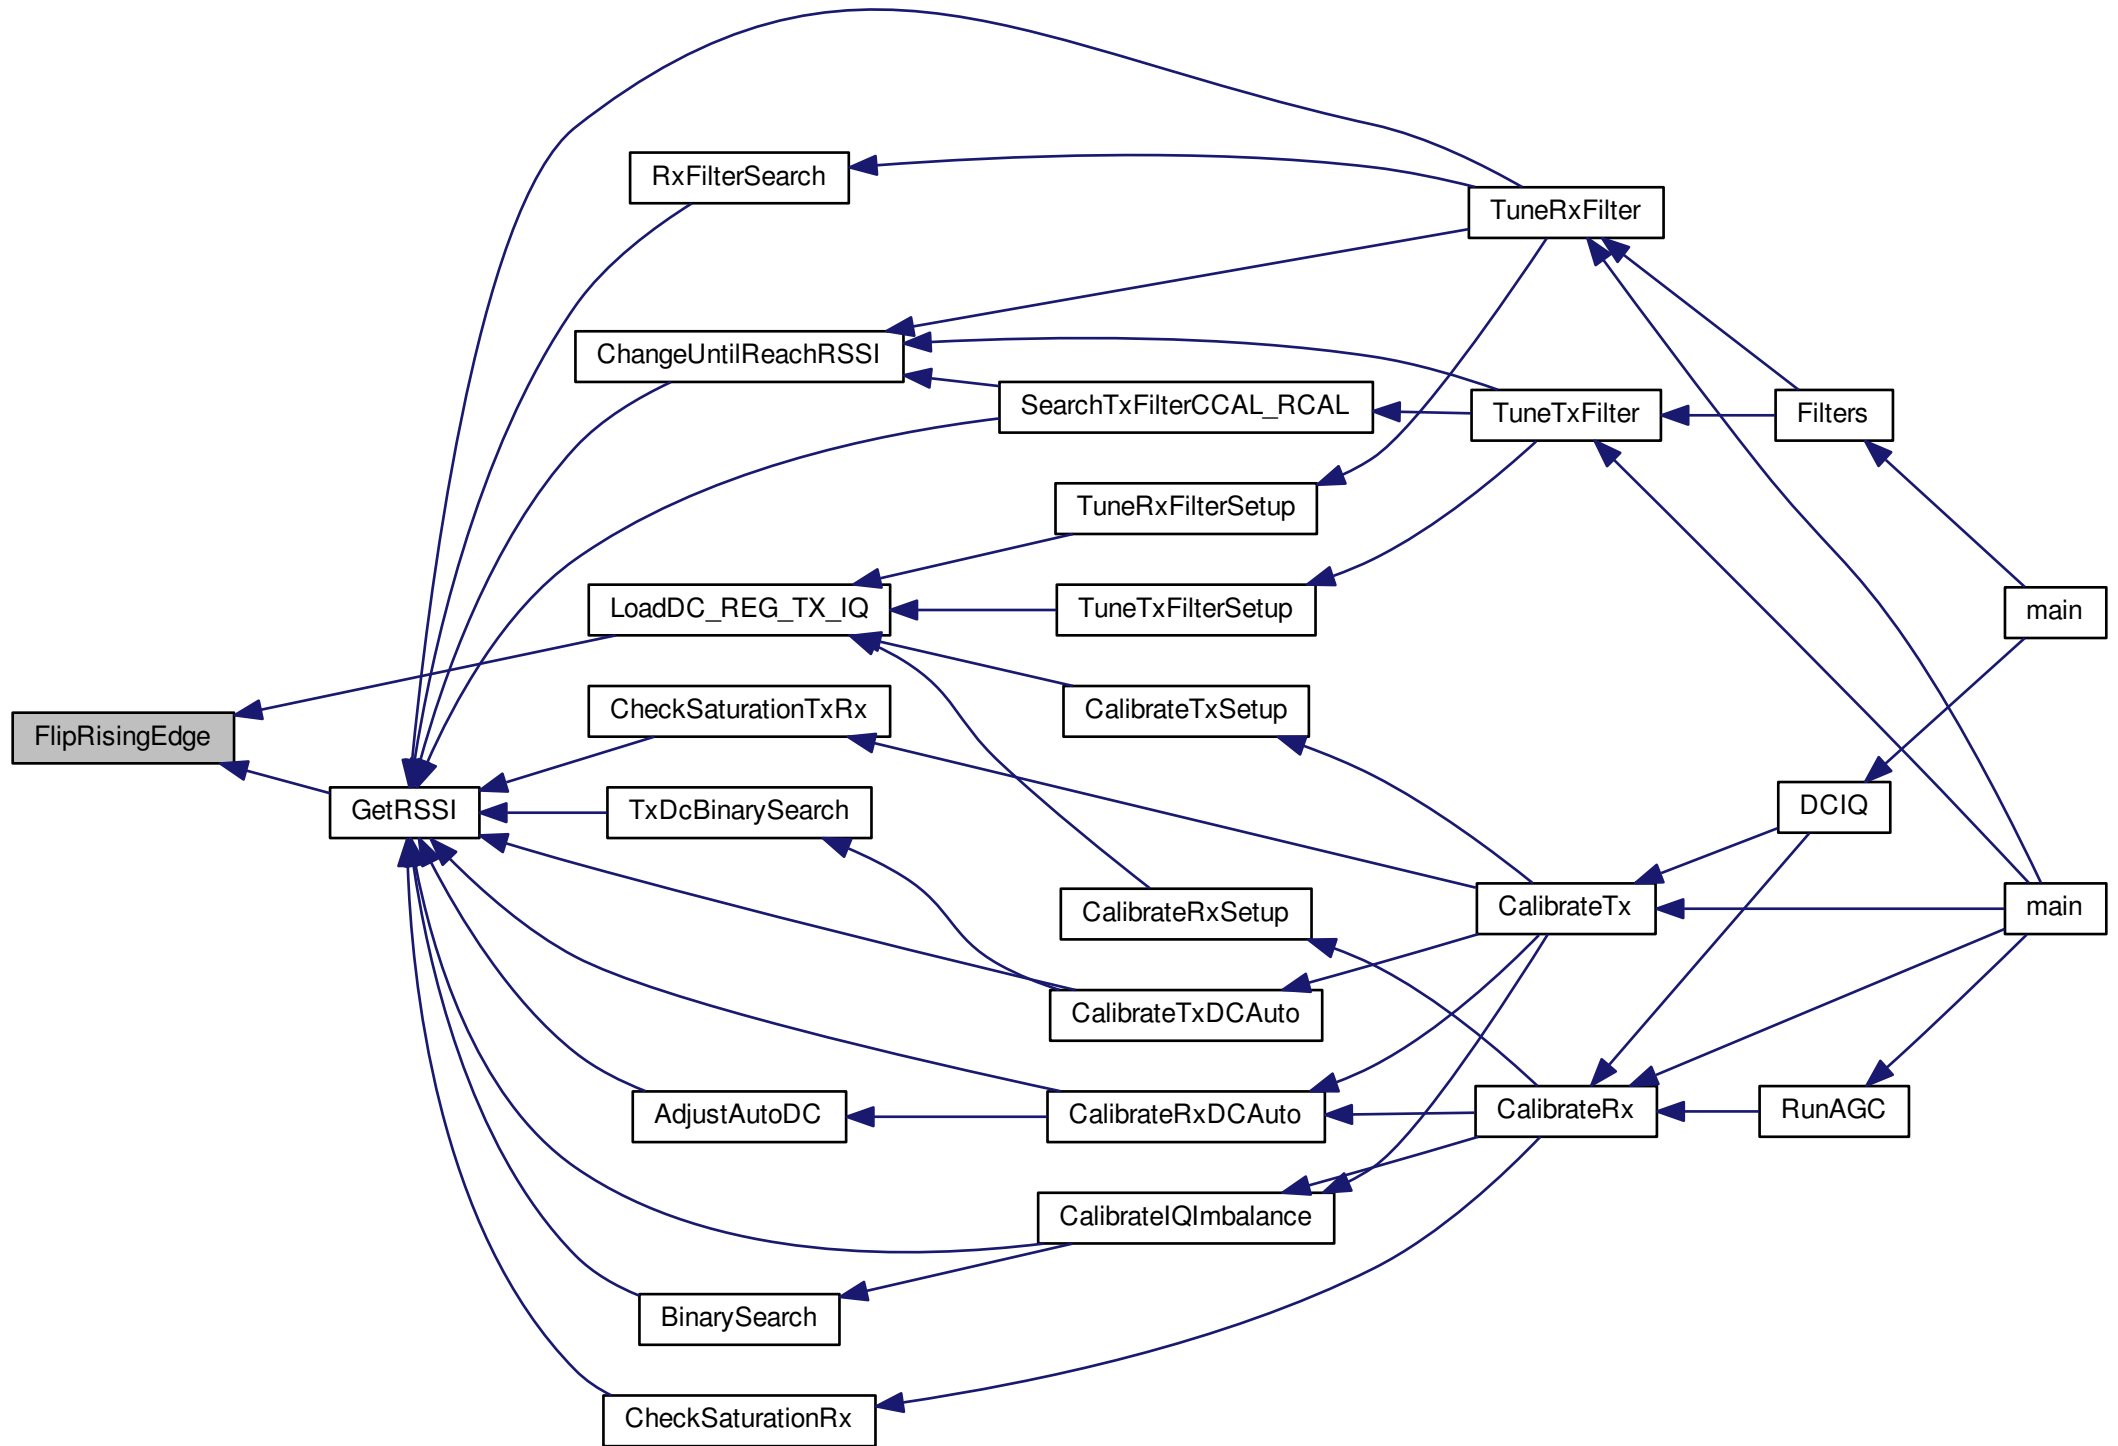 RxFilterSearch
TuneRxFilter
ChangeUntilReachRSSI
SearchTxFilterCCAL_RCAL
TuneTxFilter
Filters
TuneRxFilterSetup
LoadDC_REG_TX_IQ
TuneTxFilterSetup
main
CheckSaturationTxRx
CalibrateTxSetup
FlipRisingEdge
GetRSSI
TxDcBinarySearch
DCIQ
CalibrateRxSetup
CalibrateTx
main
CalibrateTxDCAuto
AdjustAutoDC
CalibrateRxDCAuto
CalibrateRx
RunAGC
CalibrateIQImbalance
BinarySearch
CheckSaturationRx